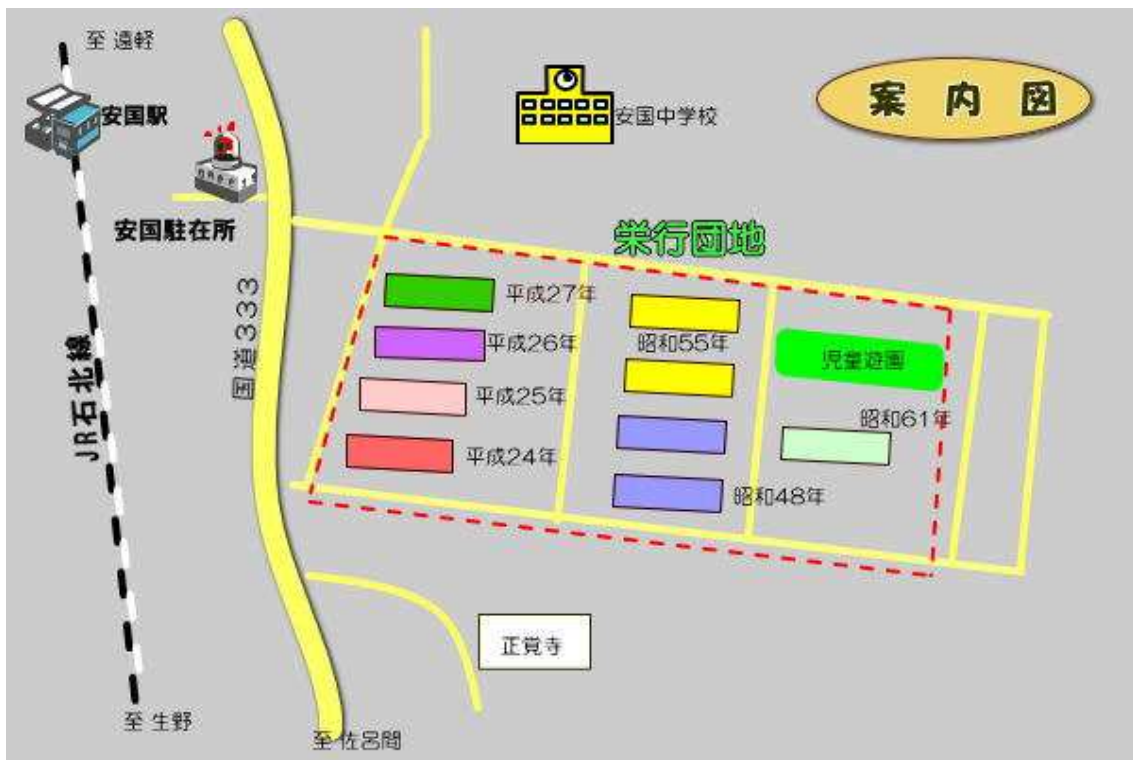 至 遠軽
案 内 図
安国駅
安国中学校
安国駐在所
栄行団地
国道333
平成27年
平成26年
昭和55年
児童遊園
JR石北線
平成25年
昭和61年
平成24年
昭和48年
正覚寺
至 生野
至 佐呂間